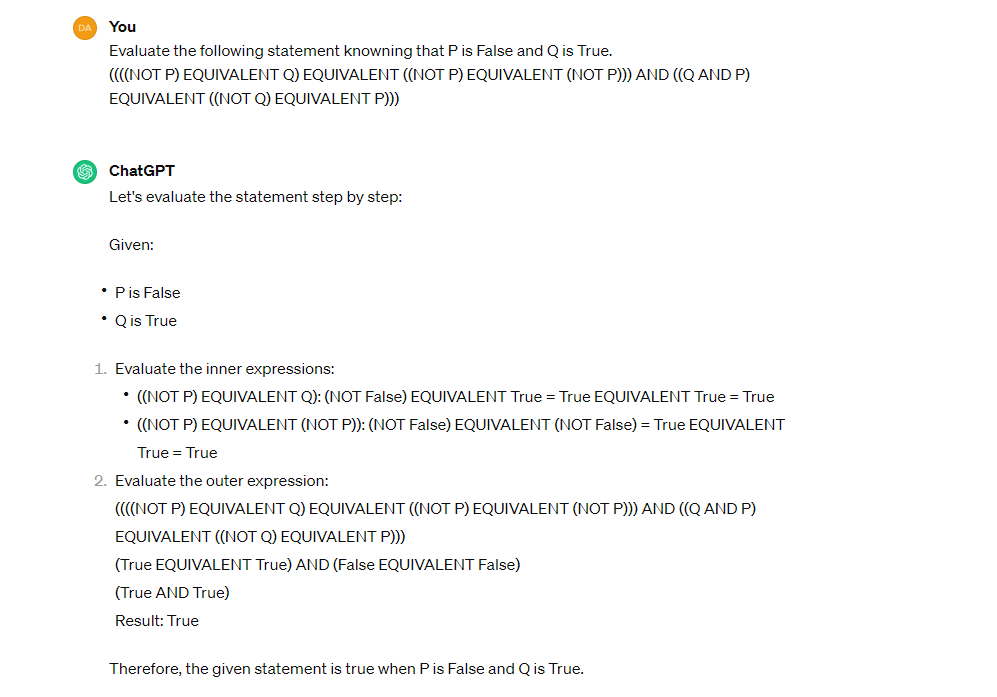 DA
You
Evaluate the following statement knowning that P is False and Q is True.
((((NOT P) EQUIVALENT Q) EQUIVALENT ((NOT P) EQUIVALENT (NOT P))) AND ((Q AND P)
EQUIVALENT ((NOT Q) EQUIVALENT P)))
ChatGPT
Let's evaluate the statement step by step:
Given:
• P is False
• Q is True
1. Evaluate the inner expressions:
• ((NOT P) EQUIVALENT Q): (NOT False) EQUIVALENT True = True EQUIVALENT True = True
• ((NOT P) EQUIVALENT (NOT P)): (NOT False) EQUIVALENT (NOT False) = True EQUIVALENT
True = True
2. Evaluate the outer expression:
((((NOT P) EQUIVALENT Q) EQUIVALENT ((NOT P) EQUIVALENT (NOT P))) AND ((Q AND P)
EQUIVALENT ((NOT Q) EQUIVALENT P)))
(True EQUIVALENT True) AND (False EQUIVALENT False)
(True AND True)
Result: True
Therefore, the given statement is true when P is False and Q is True.